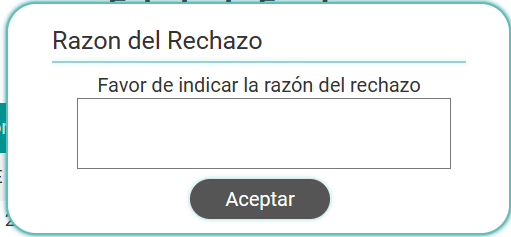 Razon del Rechazo
Favor de indicar la razón del rechazo
Aceptar